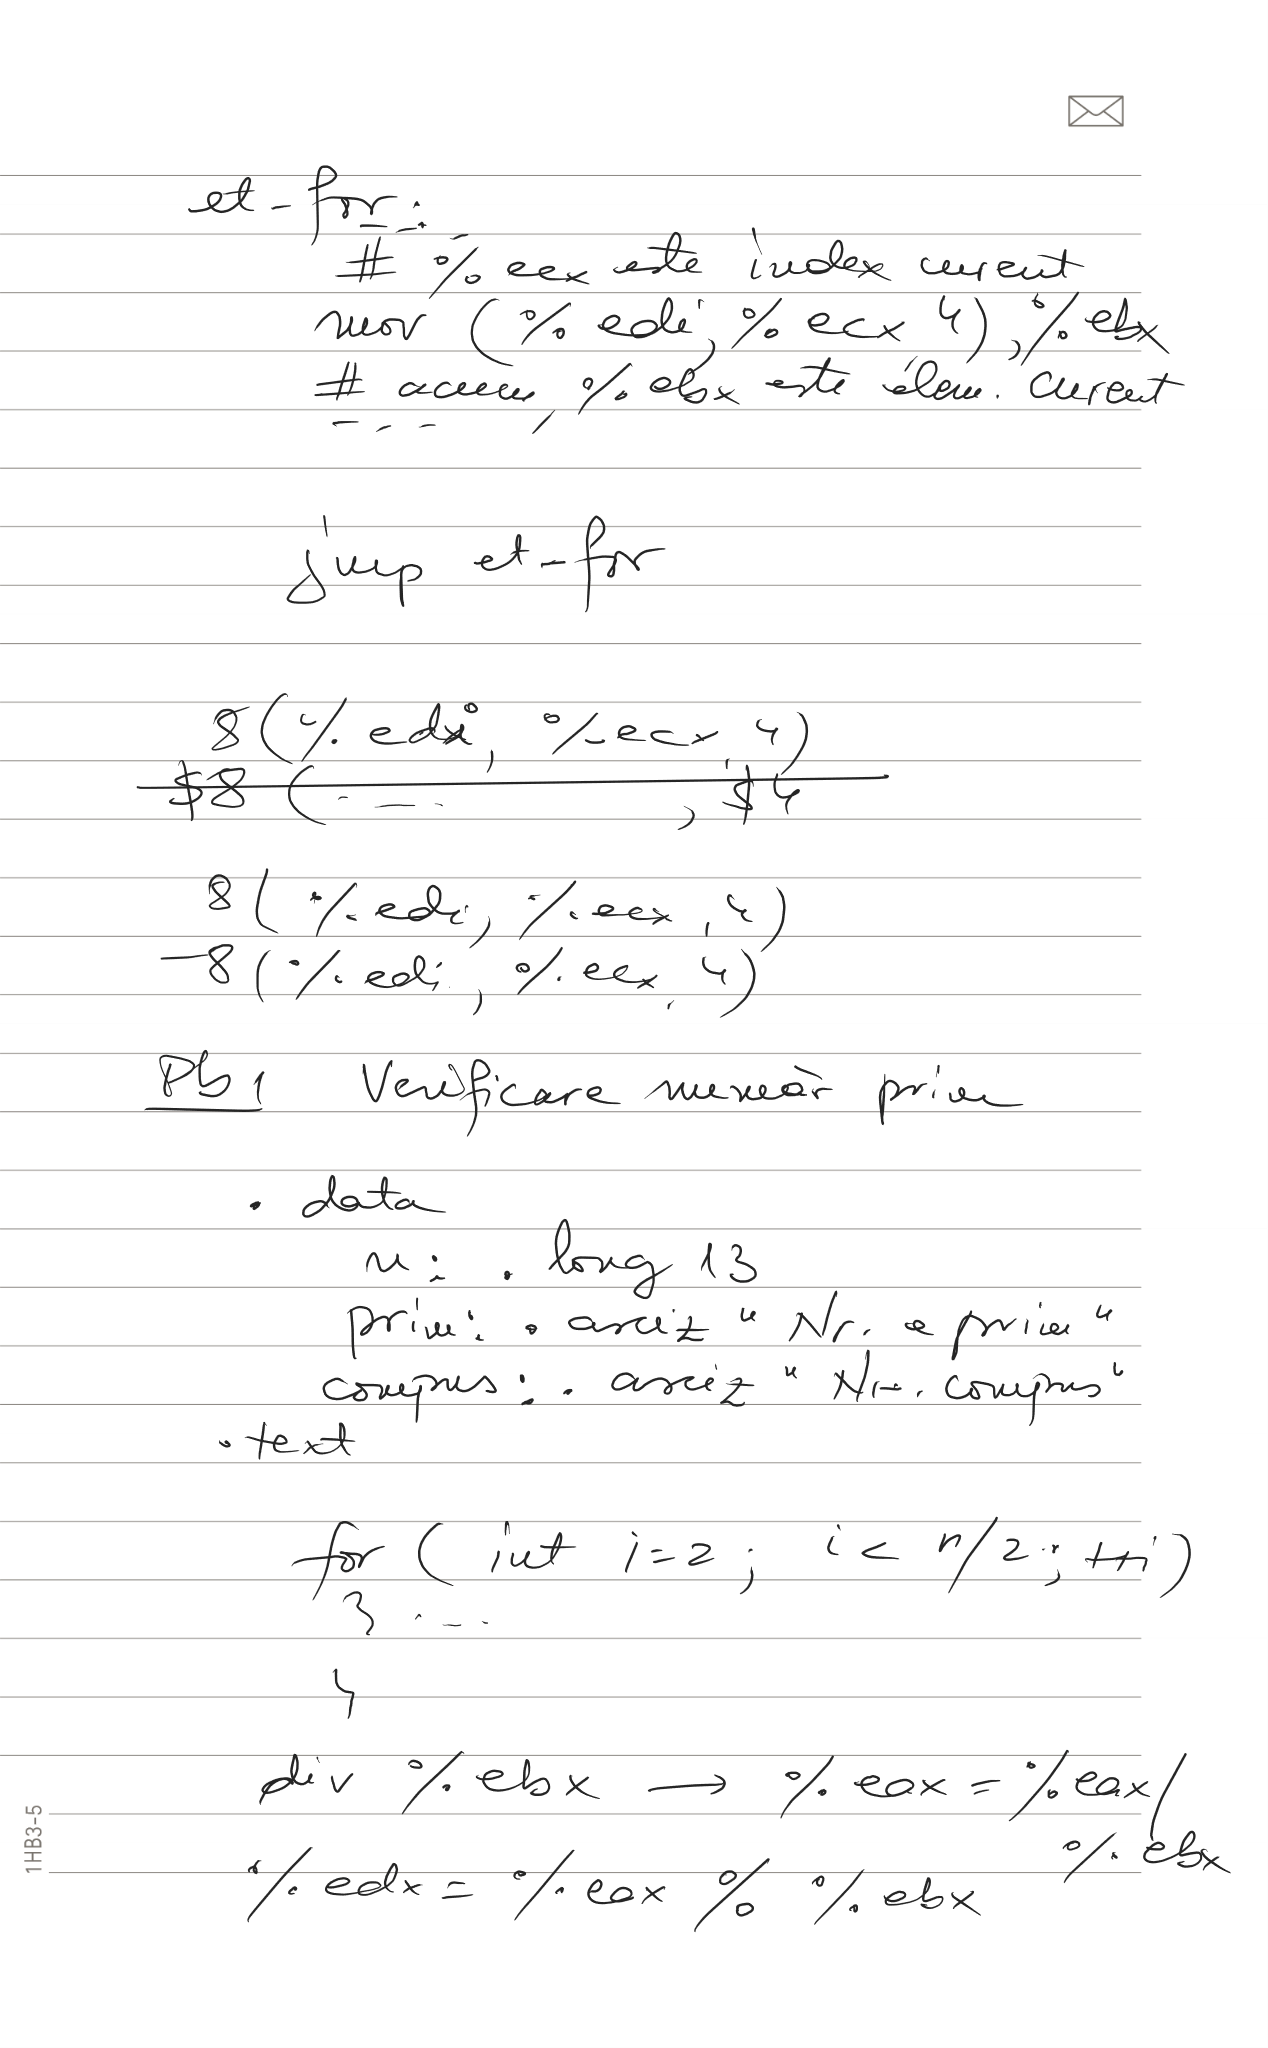 et-for:
# %ecx este index curent
mov (%edi, %ecx 4), %ebx
# acum, %ebx este elem. curent
- - -
jmp et-for
8(%edi, %ecx, 4)
$8(- --- , $4
8(%edi, %ecx, 4)
-8(%edi, %ecx, 4)
Pb1 Verificare număr prim
.data
n: .long 13
prim: .asciz "Nr. e prim"
compus: .asciz "Nr. compus"
.text
for (int i=2; i< n/2; ++i)
{ ...
}
div %ebx → %eax = %eax/
%ebx
%edx = %eax % %ebx
1HB3-5